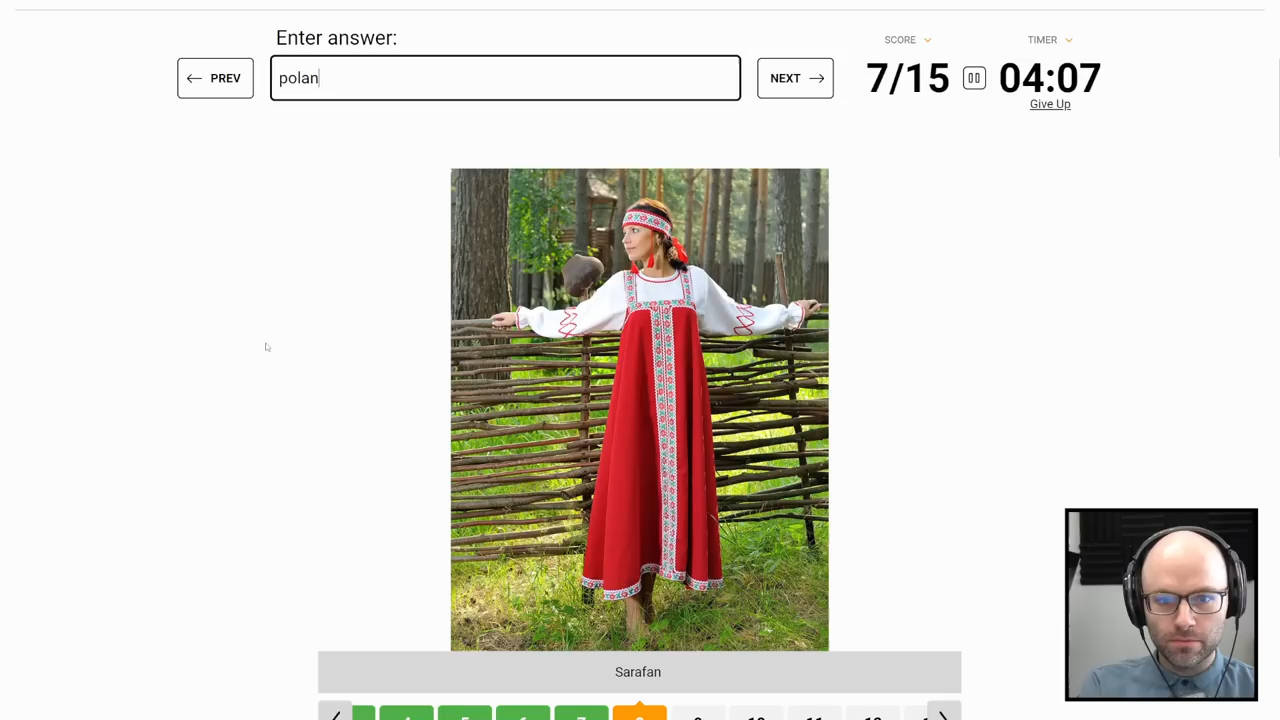 Enter answer:
SCORE
TIMER
← PREV
polan
NEXT →
7/15
04:07
Give Up
Sarafan